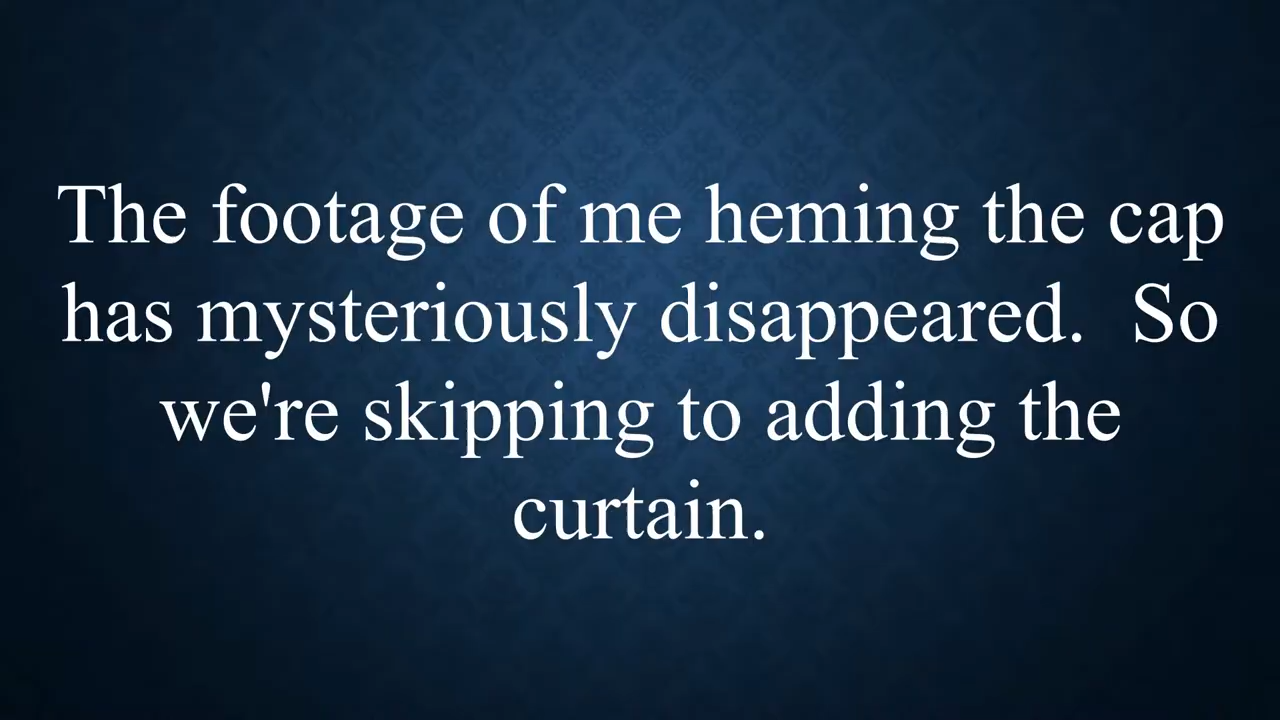 The footage of me heming the cap
has mysteriously disappeared.  So
we're skipping to adding the
curtain.